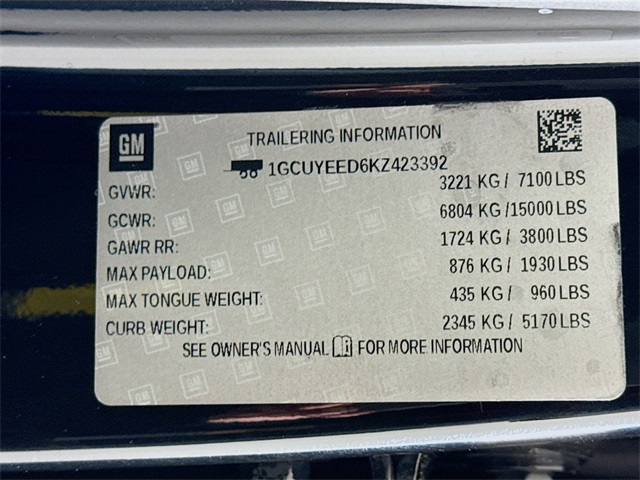 GM
TRAILERING INFORMATION
1GCUYEED6KZ423392
GVWR: 3221 KG / 7100 LBS
GCWR: 6804 KG /15000 LBS
GAWR RR: 1724 KG / 3800 LBS
MAX PAYLOAD: 876 KG / 1930 LBS
MAX TONGUE WEIGHT: 435 KG / 960 LBS
CURB WEIGHT: 2345 KG / 5170 LBS
SEE OWNER'S MANUAL FOR MORE INFORMATION